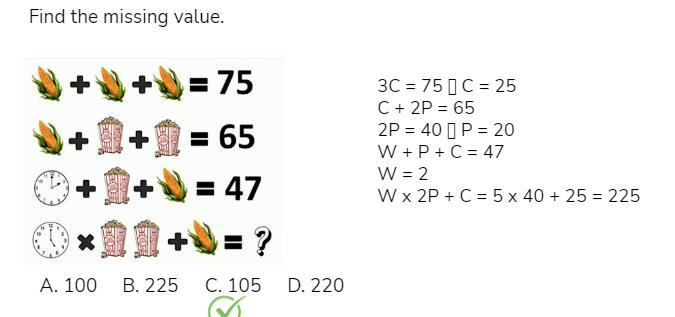 Find the missing value.
+ + = 75
+ + = 65
+ + = 47
× + = ?
3C = 75 ▯ C = 25
C + 2P = 65
2P = 40 ▯ P = 20
W + P + C = 47
W = 2
W x 2P + C = 5 x 40 + 25 = 225
A. 100 B. 225 C. 105 D. 220